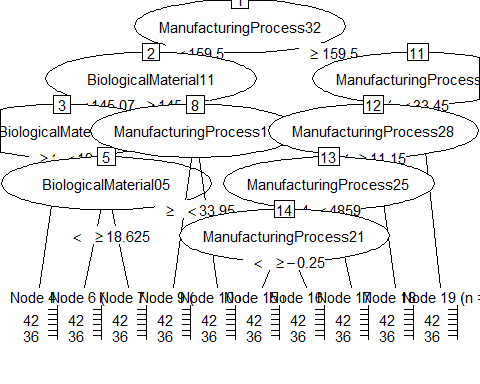 1
ManufacturingProcess32
<159.5 ≥159.5
2 11
BiologicalMaterial11 ManufacturingProcess
<33.45
3 8 12
BiologicalMate ManufacturingProcess1 ManufacturingProcess28
5 13 ≥11.15
BiologicalMaterial05 ManufacturingProcess25
≥ <33.95 14 <4859
ManufacturingProcess21
< ≥18.625
< ≥−0.25
Node 4 Node 6 ( Node 7 Node 9 ( Node 10 Node 15 Node 16 Node 17 Node 18 Node 19 (n =
42 42 42 42 42 42 42 42 42 42
36 36 36 36 36 36 36 36 36 36